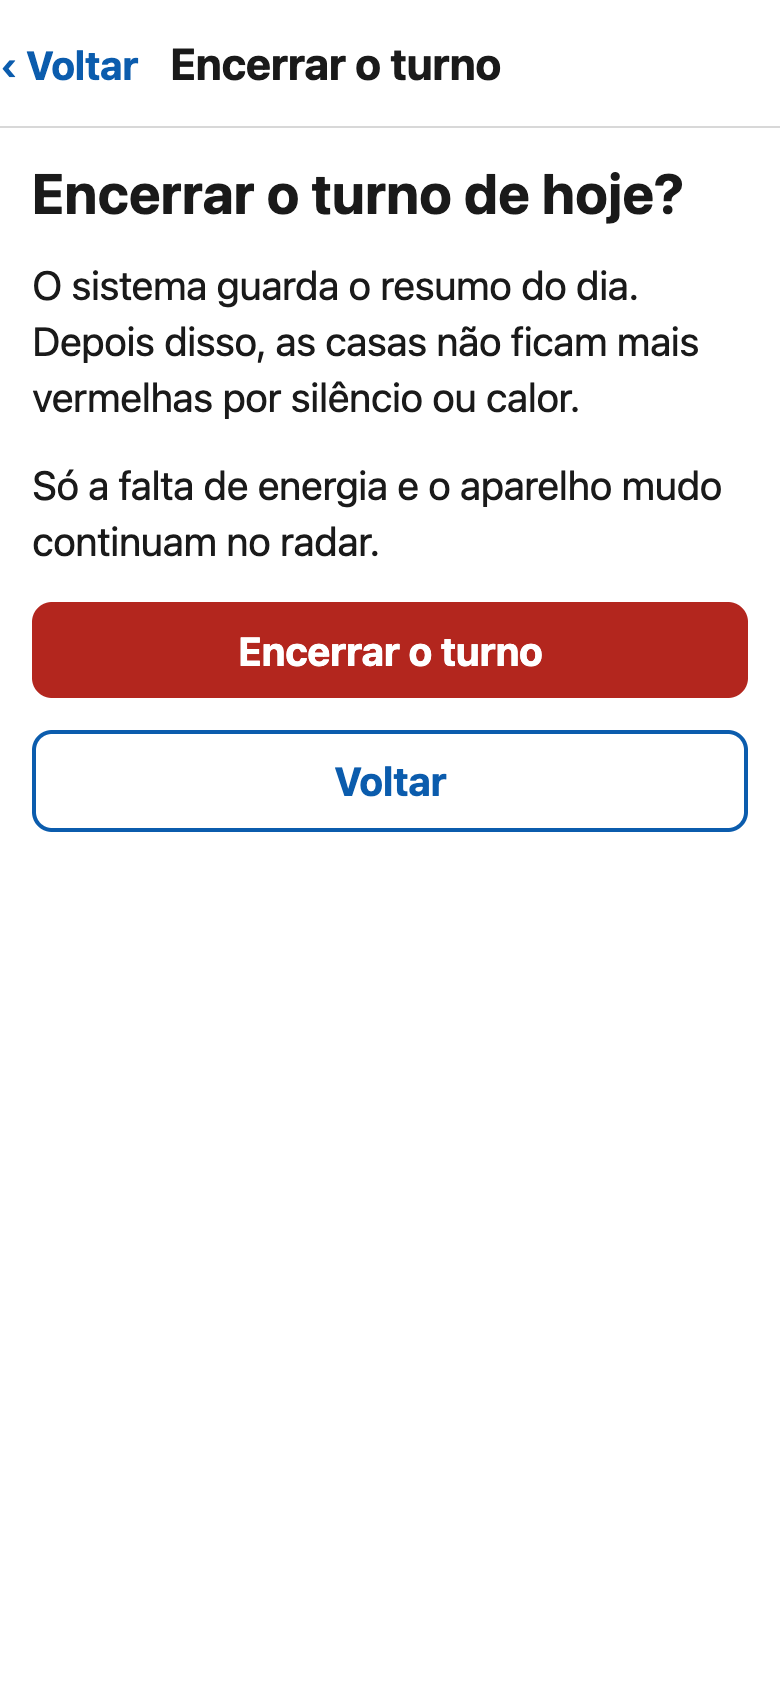 ‹ Voltar Encerrar o turno
Encerrar o turno de hoje?
O sistema guarda o resumo do dia.
Depois disso, as casas não ficam mais
vermelhas por silêncio ou calor.
Só a falta de energia e o aparelho mudo
continuam no radar.
Encerrar o turno
Voltar